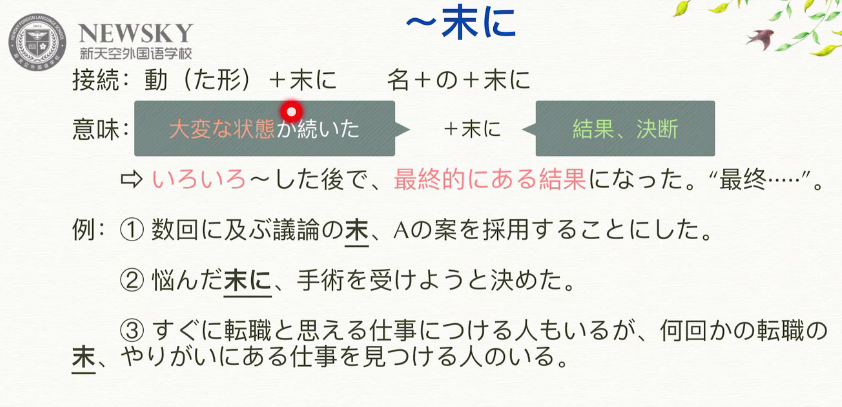 ～末に
NEWSKY
新天空外国语学校
接続：動（た形）＋末に　　名＋の＋末に
意味：大変な状態が続いた　＋末に　結果、決断
⇨ いろいろ～した後で、最終的にある結果になった。“最终·····”。
例：① 数回に及ぶ議論の末、Aの案を採用することにした。
② 悩んだ末に、手術を受けようと決めた。
③ すぐに転職と思える仕事につける人もいるが、何回かの転職の
末、やりがいにある仕事を見つける人のいる。